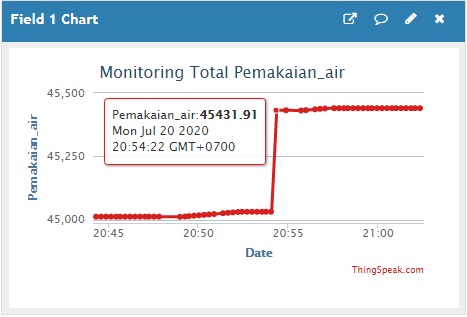 Field 1 Chart
Monitoring Total Pemakaian_air
45,500
45,250
45,000
Pemakaian_air
Pemakaian_air:45431.91
Mon Jul 20 2020
20:54:22 GMT+0700
20:45 20:50 20:55 21:00
Date
ThingSpeak.com